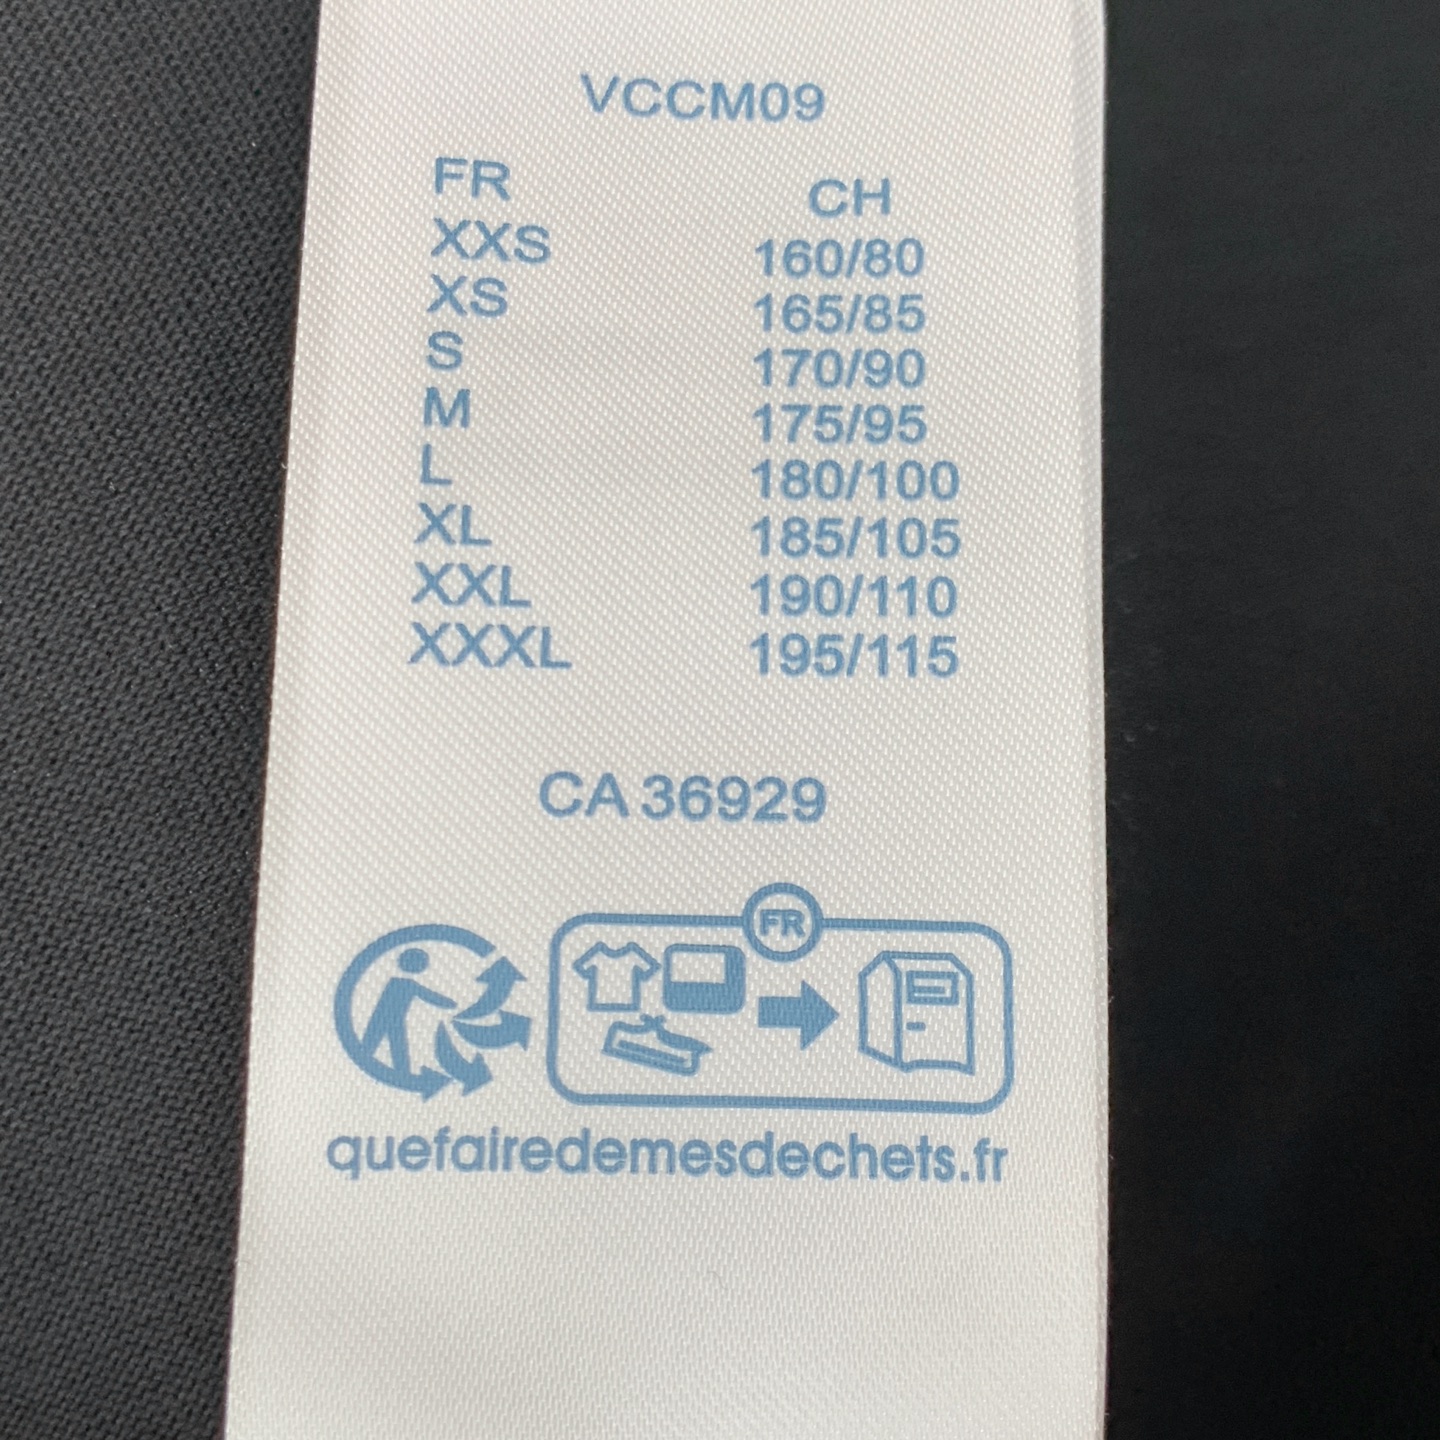 VCCM09
FR CH
XXS 160/80
XS 165/85
S 170/90
M 175/95
L 180/100
XL 185/105
XXL 190/110
XXXL 195/115
CA 36929
FR
quefairedemesdechets.fr